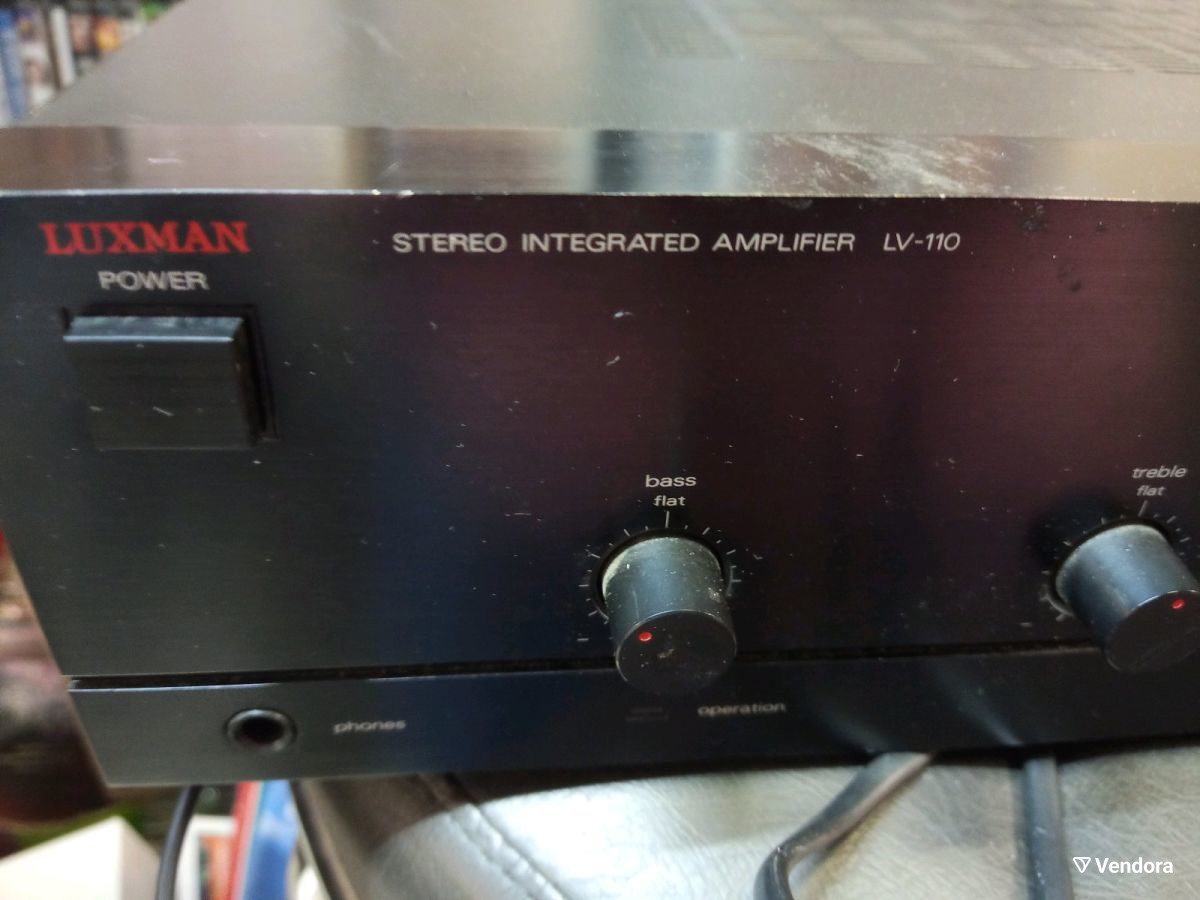 LUXMAN
STEREO INTEGRATED AMPLIFIER LV-110
POWER
bass
flat
treble
flat
phones
operation
Vendora